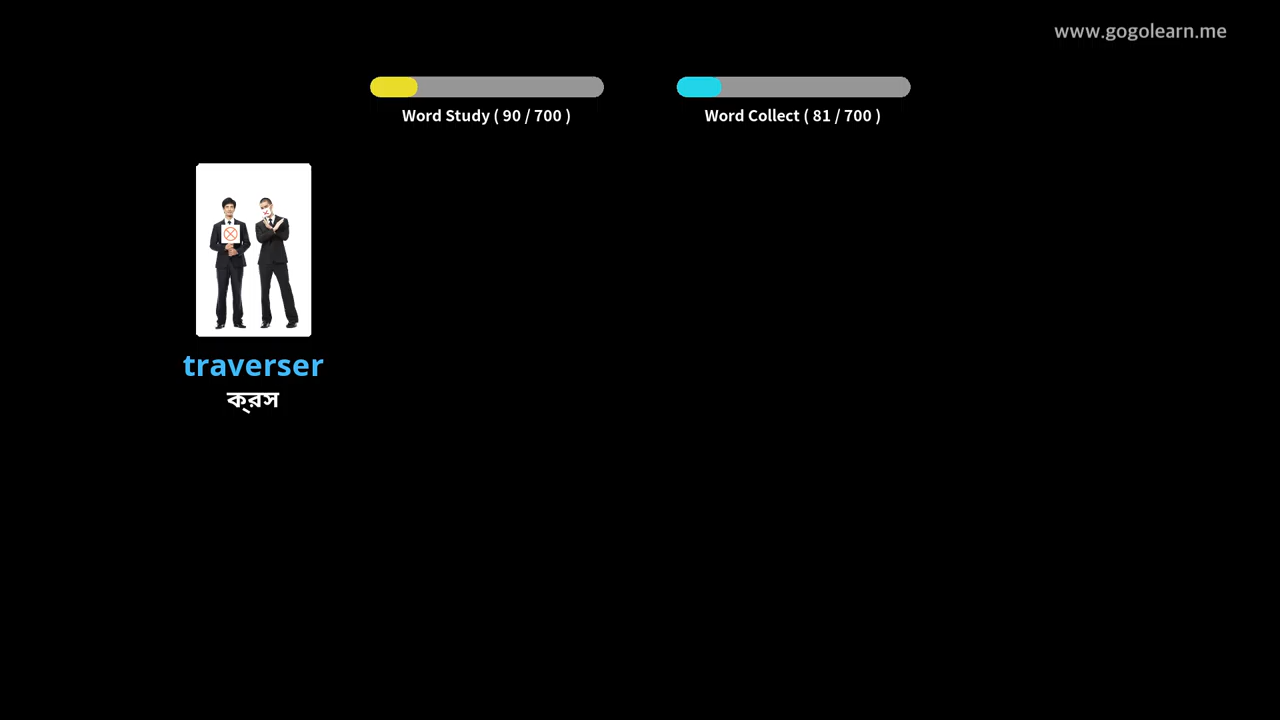 www.gogolearn.me
Word Study ( 90 / 700 )
Word Collect ( 81 / 700 )
traverser
ক্রস